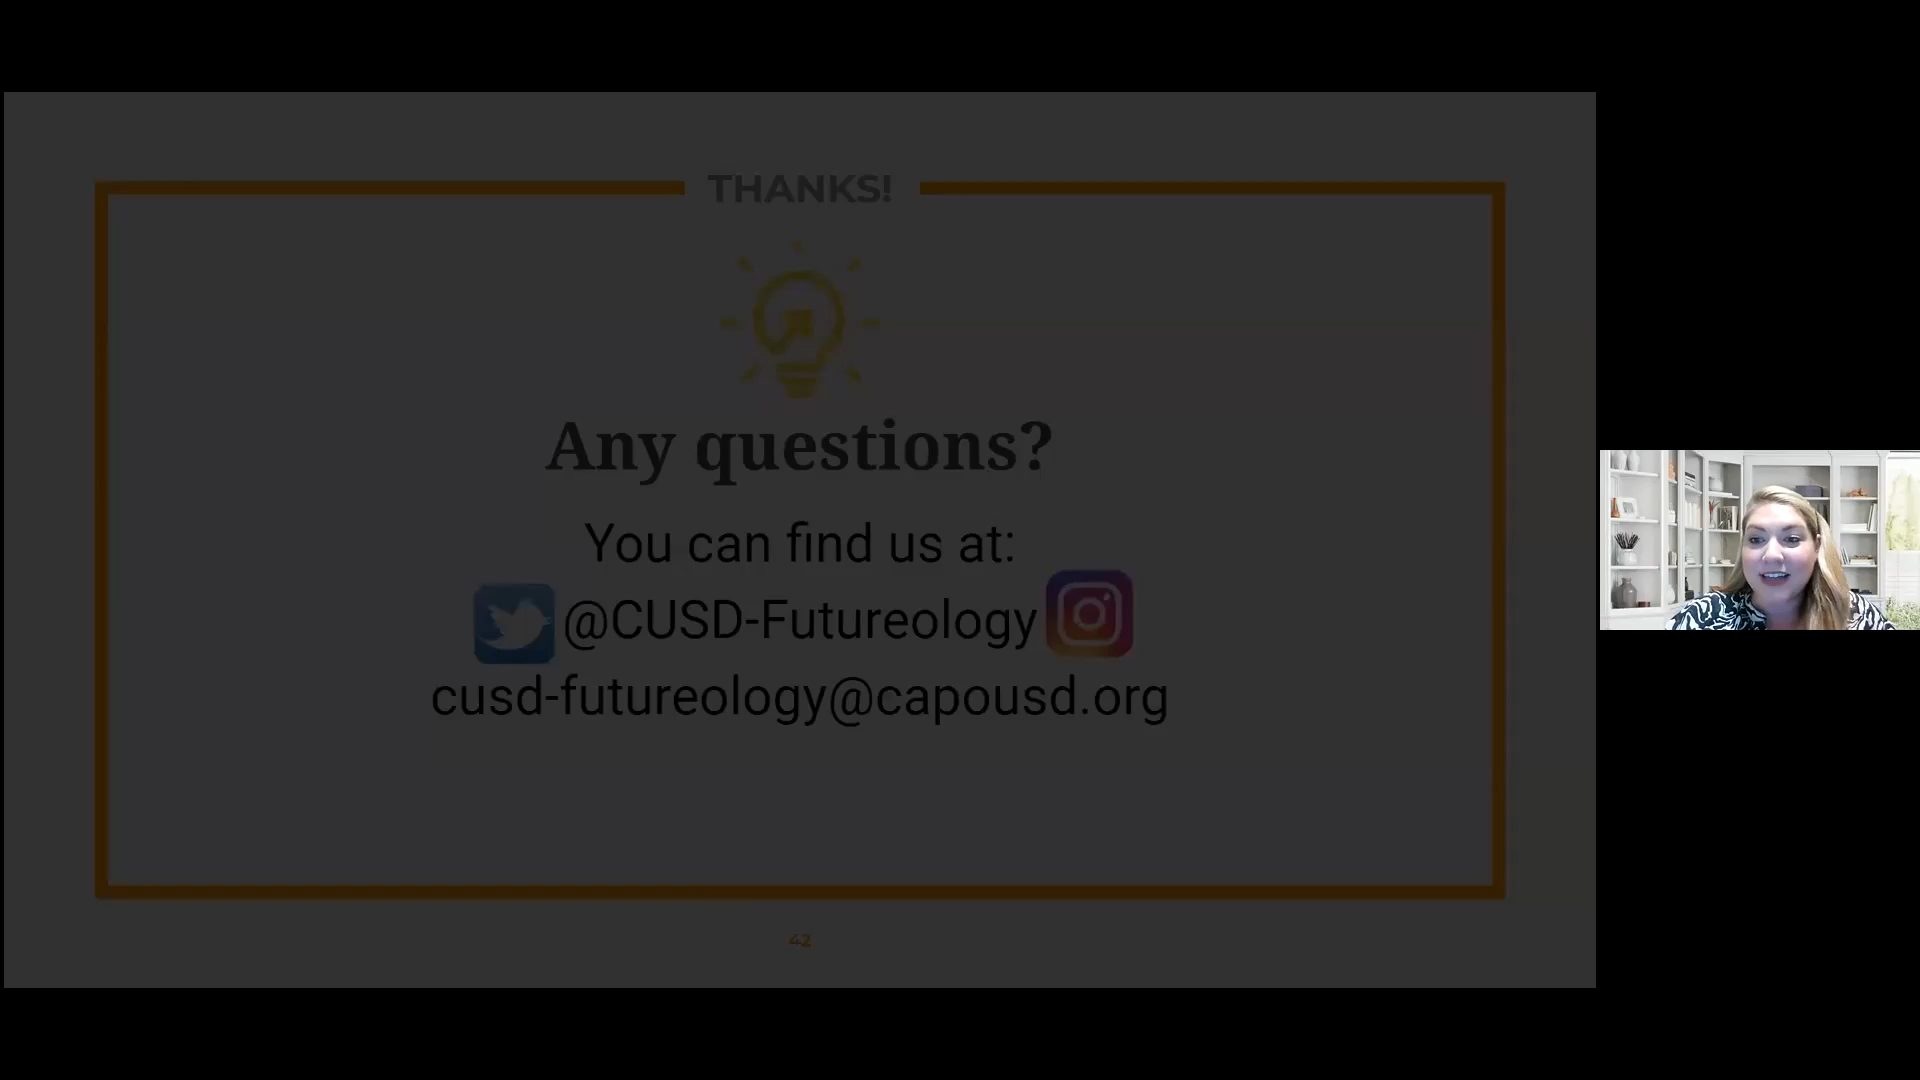 THANKS!
Any questions?
You can find us at:
@CUSD-Futureology
cusd-futureology@capousd.org
42